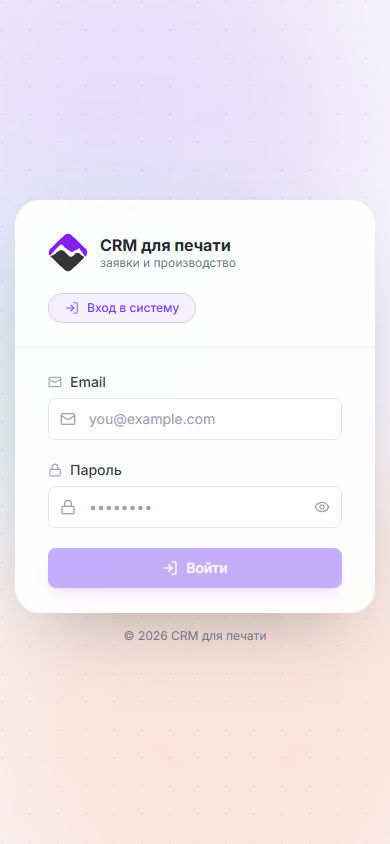 CRM для печати
заявки и производство
Вход в систему
Email
you@example.com
Пароль
••••••••
Войти
© 2026 CRM для печати